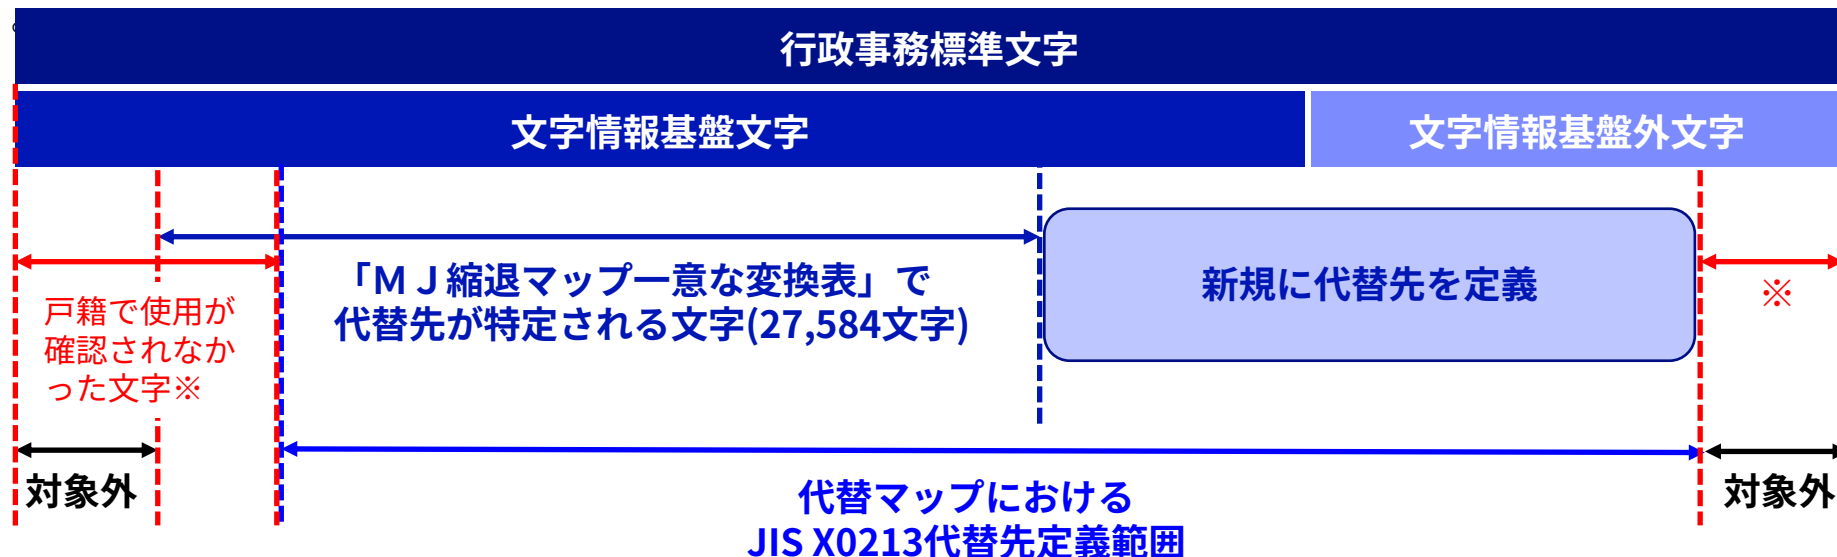 行政事務標準文字
文字情報基盤文字
文字情報基盤外文字
「ＭＪ縮退マップ一意な変換表」で
代替先が特定される文字(27,584文字)
新規に代替先を定義
※
戸籍で使用が
確認されなか
った文字※
対象外
対象外
代替マップにおける
JIS X0213代替先定義範囲